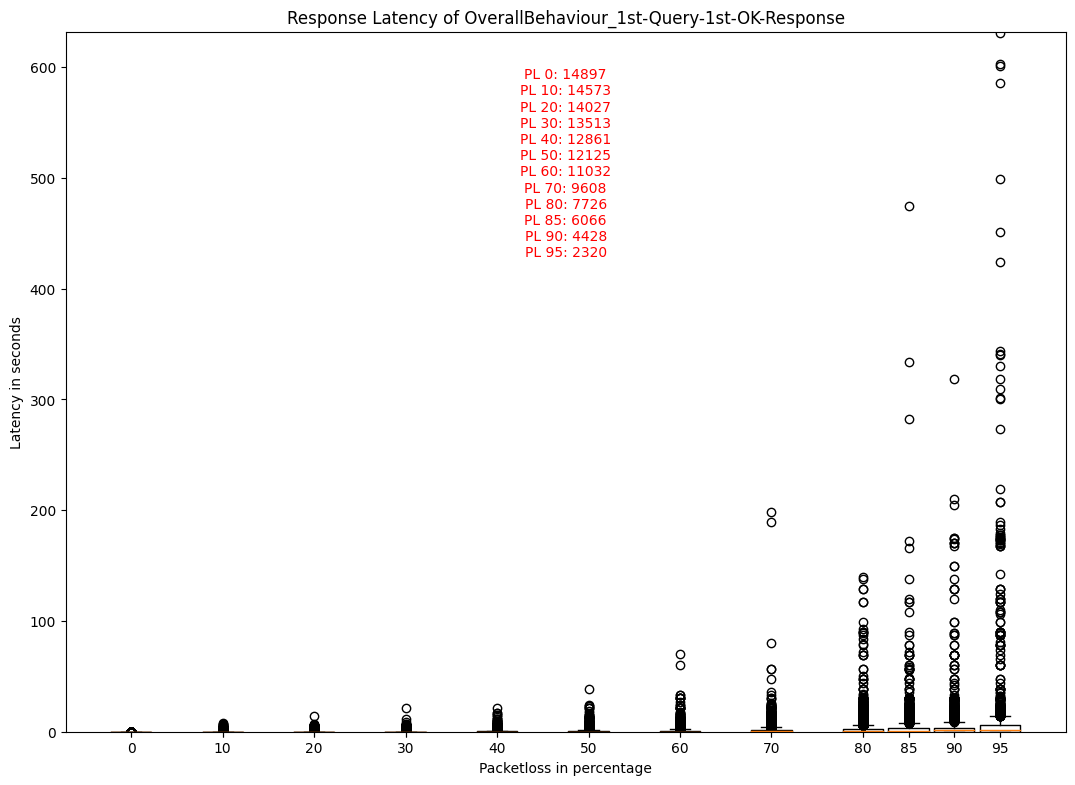 Response Latency of OverallBehaviour_1st-Query-1st-OK-Response
600
500
400
300
200
100
0
Latency in seconds
PL 0: 14897
PL 10: 14573
PL 20: 14027
PL 30: 13513
PL 40: 12861
PL 50: 12125
PL 60: 11032
PL 70: 9608
PL 80: 7726
PL 85: 6066
PL 90: 4428
PL 95: 2320
0 10 20 30 40 50 60 70 80 85 90 95
Packetloss in percentage